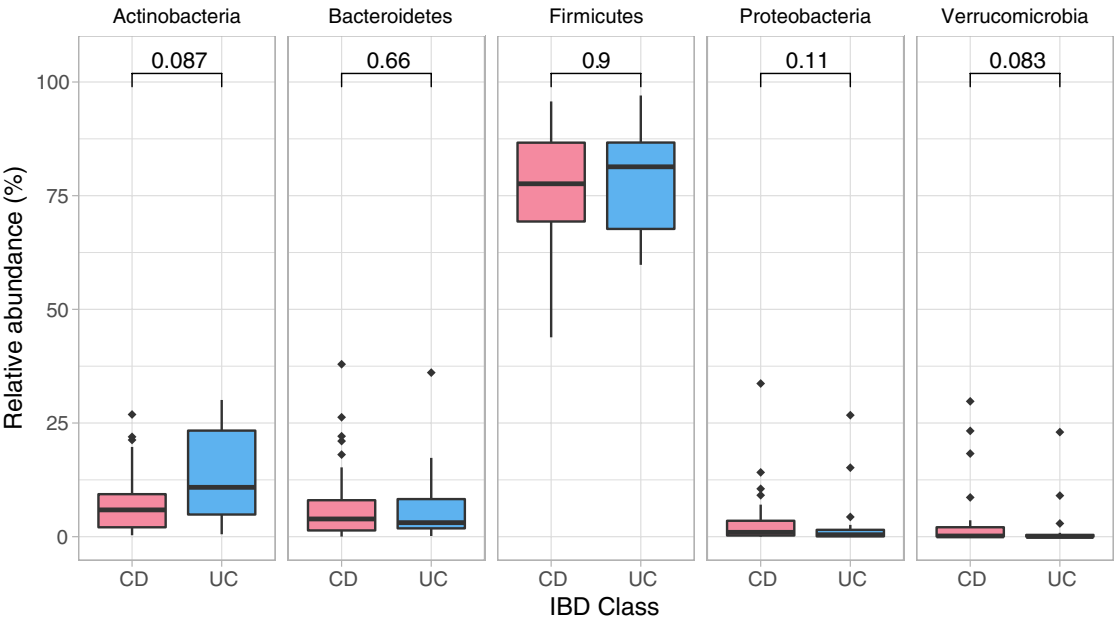 Actinobacteria
Bacteroidetes
Firmicutes
Proteobacteria
Verrucomicrobia
0.087
0.66
0.9
0.11
0.083
Relative abundance (%)
100
75
50
25
0
CD UC
CD UC
CD UC
CD UC
CD UC
IBD Class